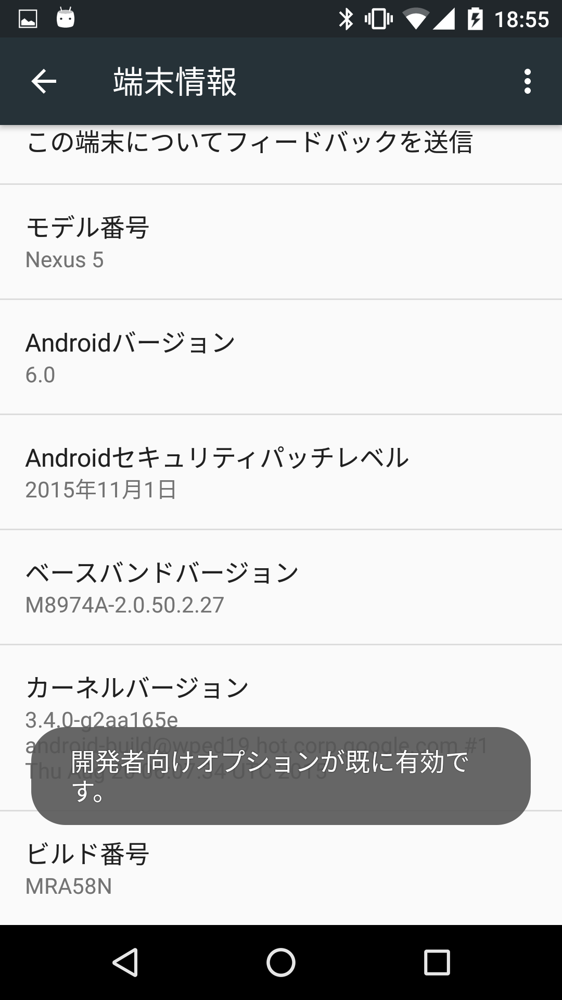 18:55
端末情報
この端末についてフィードバックを送信
モデル番号
Nexus 5
Androidバージョン
6.0
Androidセキュリティパッチレベル
2015年11月1日
ベースバンドバージョン
M8974A-2.0.50.2.27
カーネルバージョン
3.4.0-g2aa165e
android-build@wped19.hot.corp.google.com #1
Thu Aug UTC 2015
開発者向けオプションが既に有効で
す。
ビルド番号
MRA58N